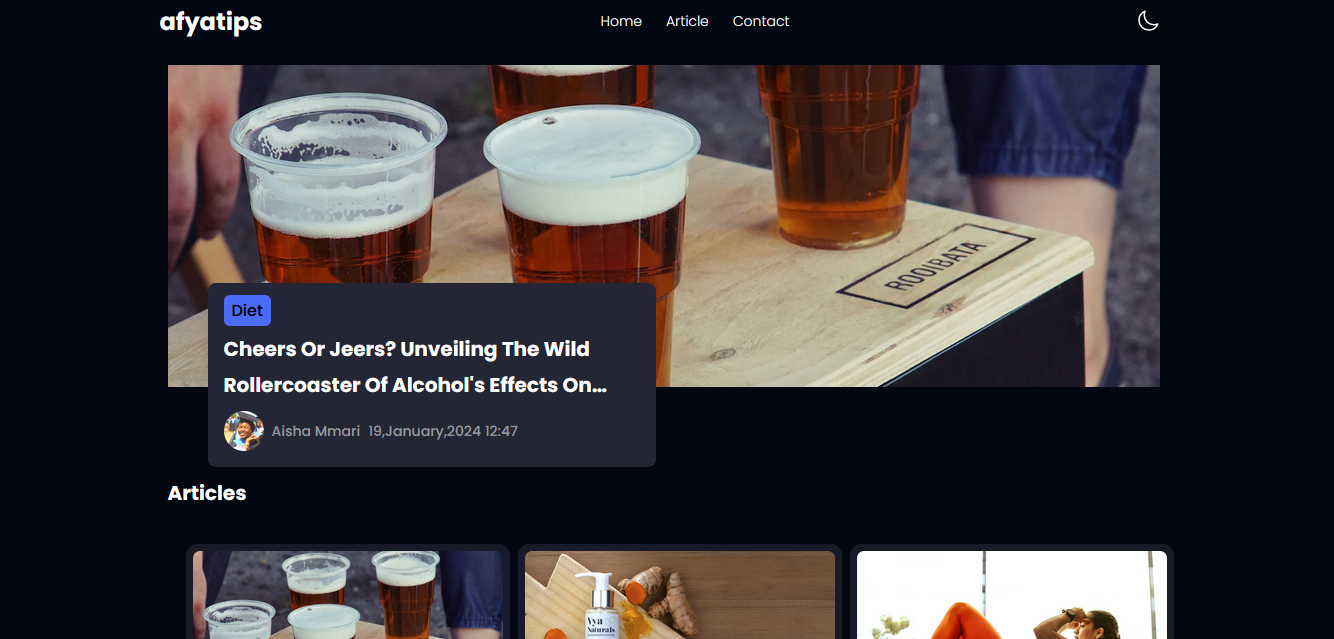 afyatips
Home Article Contact
ROOIBATA
Diet
Cheers Or Jeers? Unveiling The Wild
Rollercoaster Of Alcohol's Effects On...
Aisha Mmari 19,January,2024 12:47
Articles
Vya
Naturals